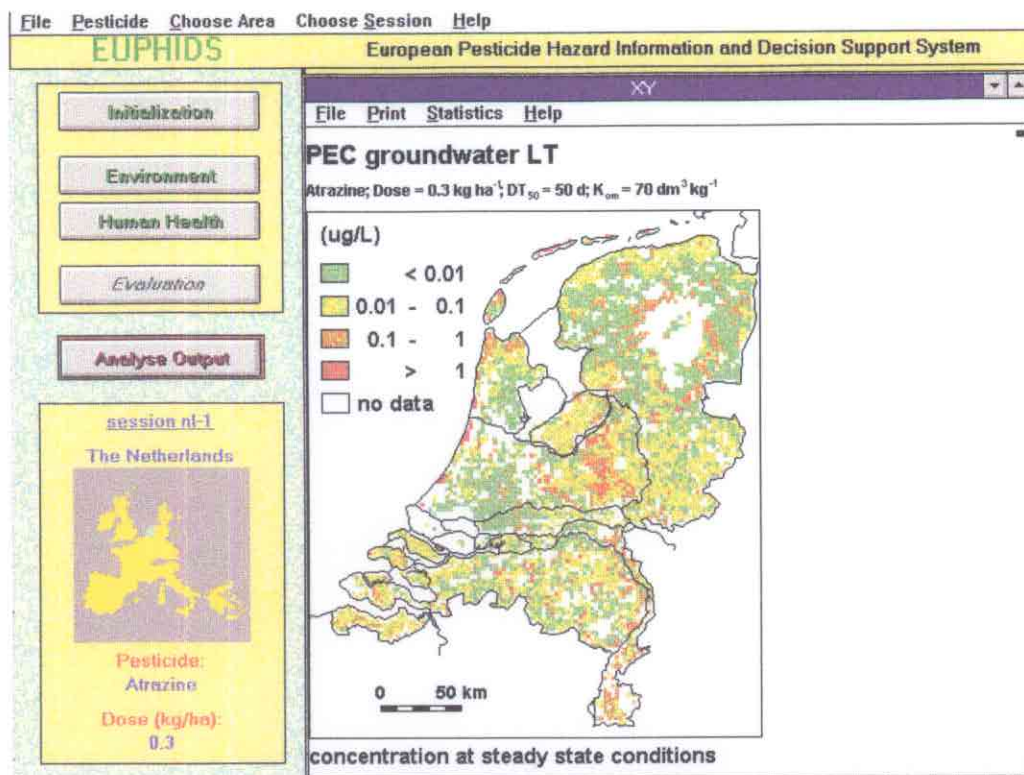 File Pesticide Choose Area Choose Session Help
EUPHIDS
European Pesticide Hazard Information and Decision Support System
Initialization
Environment
Human Health
Evaluation
Analyse Output
session nl-1
The Netherlands
Pesticide:
Atrazine
Dose (kg/ha):
0.3
XY
File Print Statistics Help
PEC groundwater LT
Atrazine; Dose = 0.3 kg ha⁻¹; DT₅₀ = 50 d; Kₒₘ = 70 dm³ kg⁻¹
(ug/L)
< 0.01
0.01 - 0.1
0.1 - 1
> 1
no data
0 50 km
concentration at steady state conditions